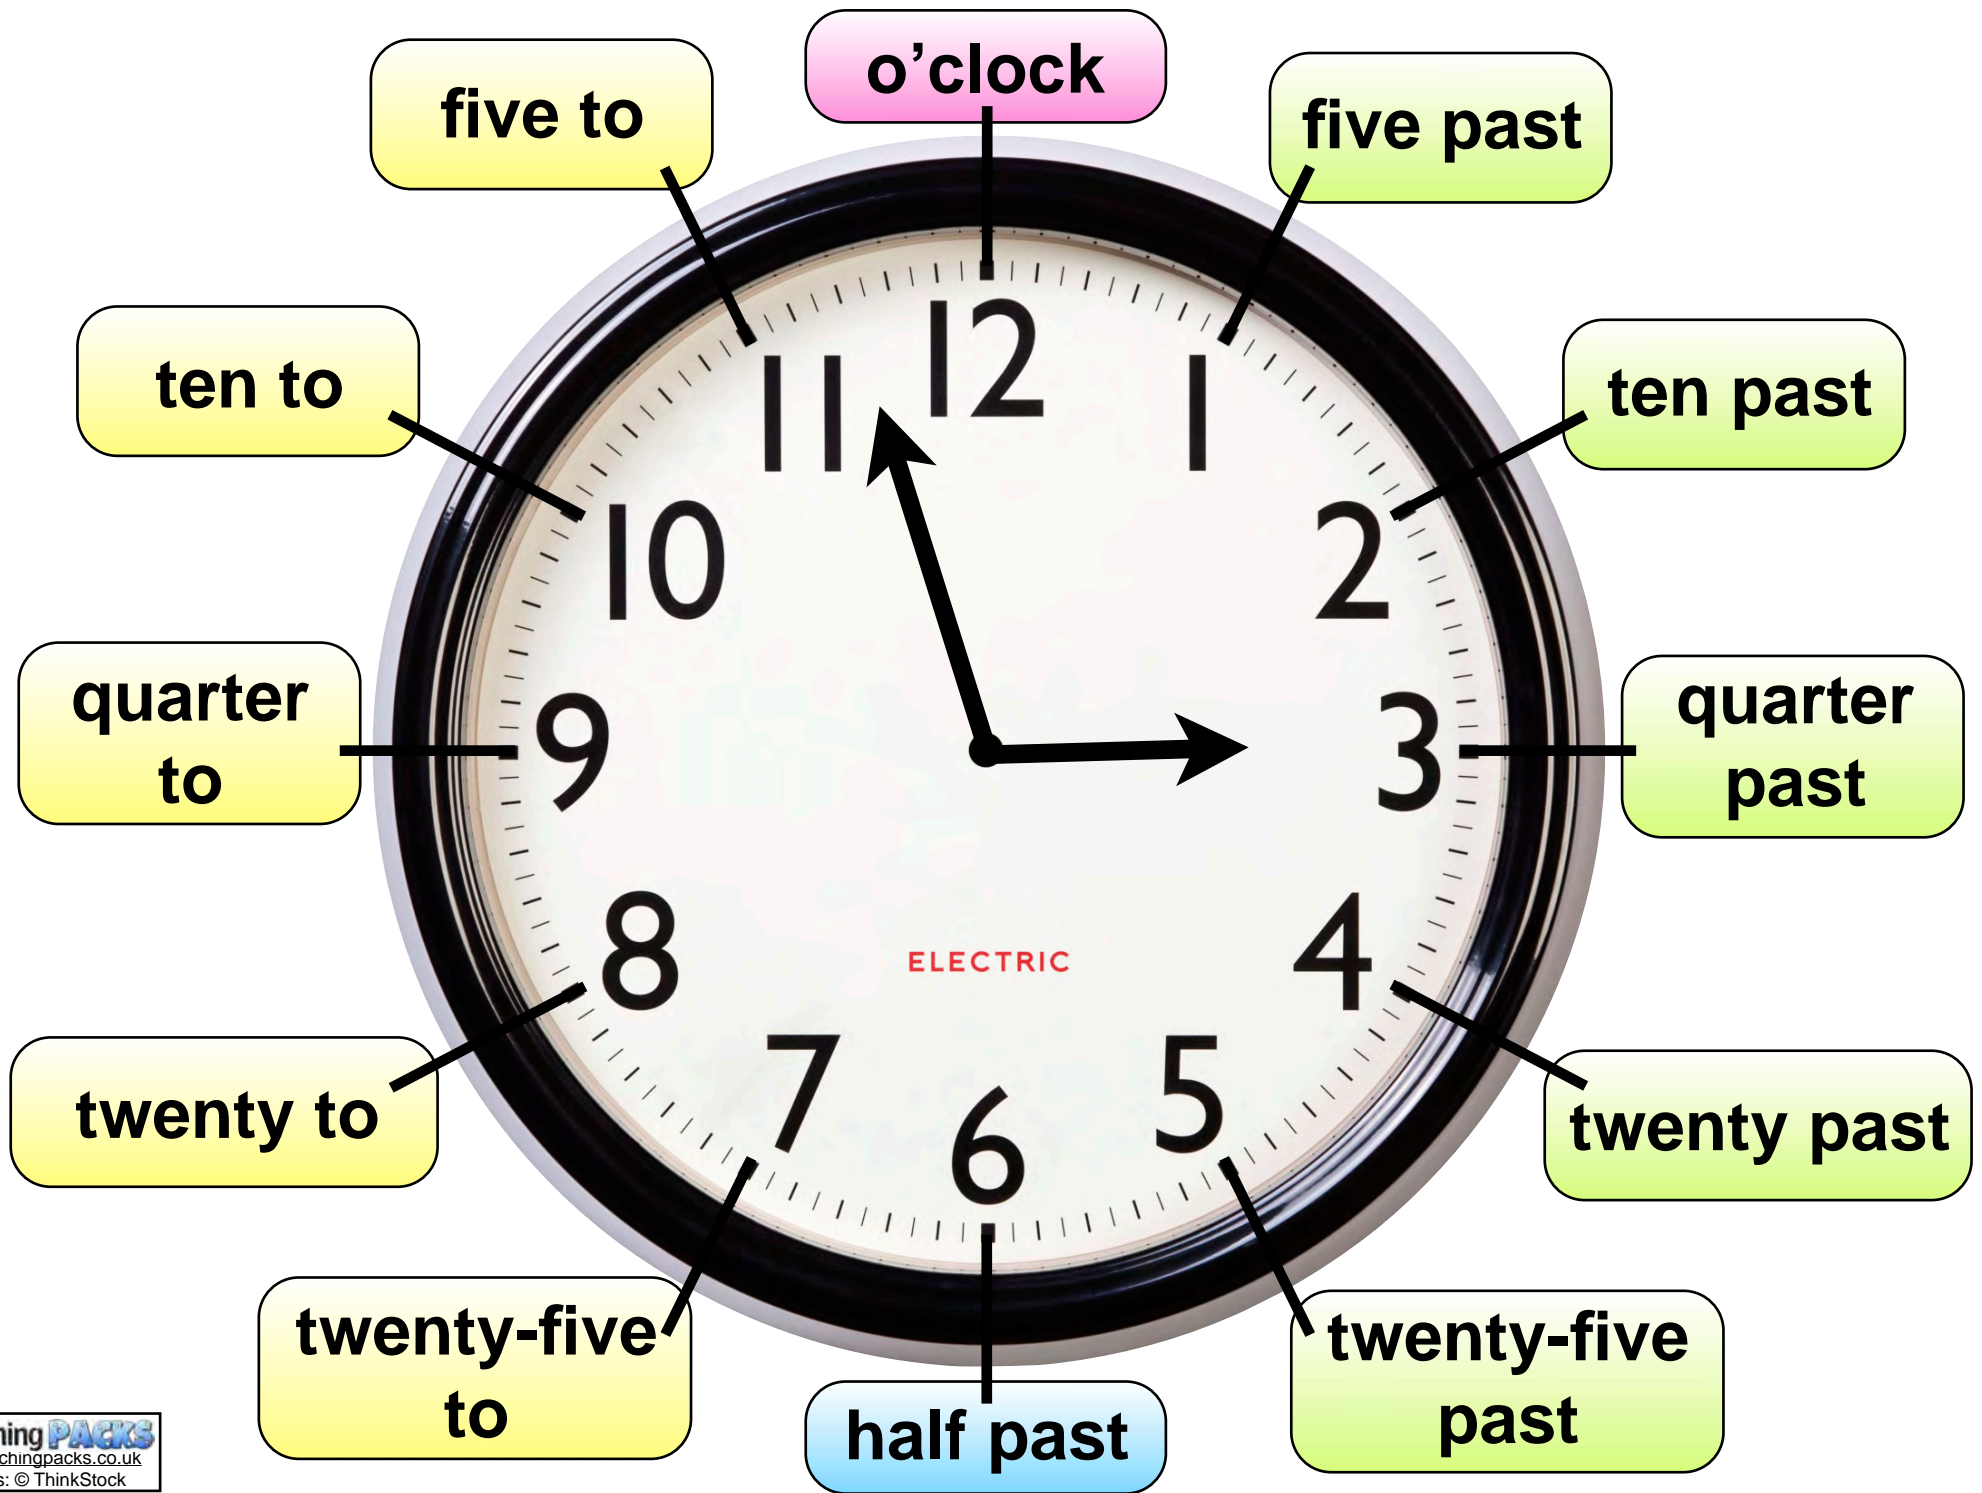 o’clock
five to
five past
ten to
ten past
quarter
to
quarter
past
twenty to
twenty past
twenty-five
to
twenty-five
past
half past
12
1
2
3
4
5
6
7
8
9
10
11
ELECTRIC
PACKS
chingpacks.co.uk
: © ThinkStock